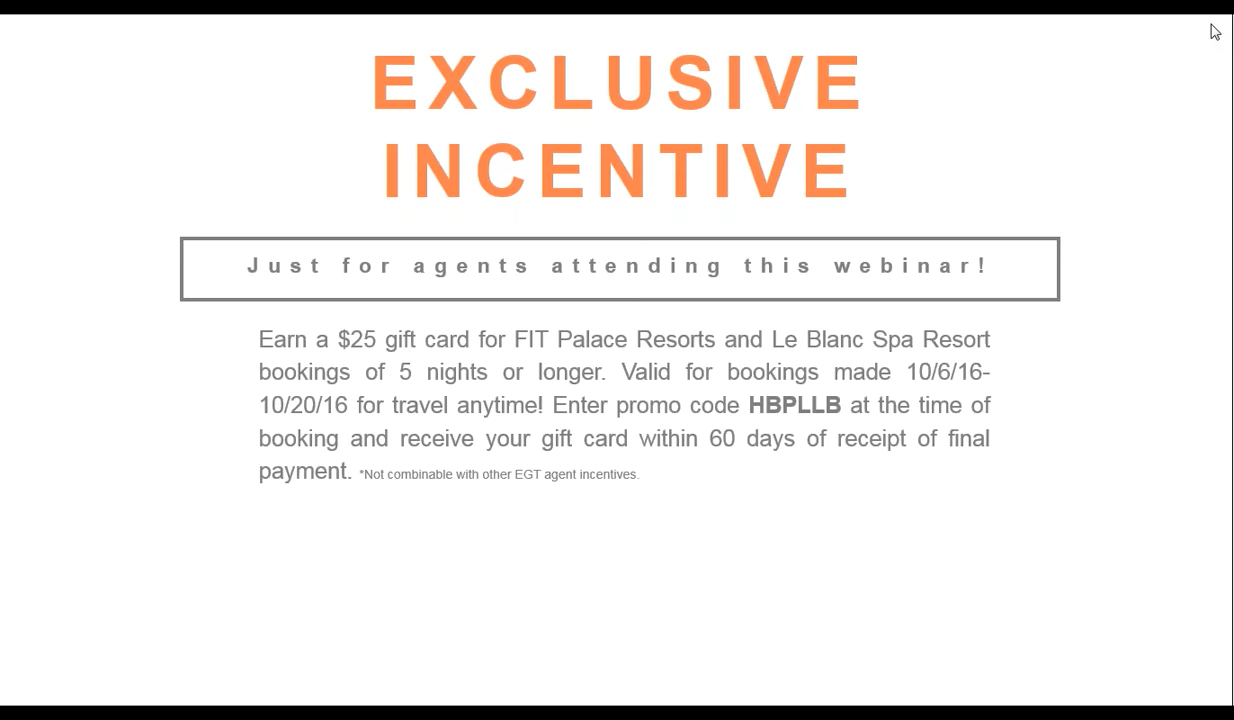 EXCLUSIVE
INCENTIVE
Just for agents attending this webinar!
Earn a $25 gift card for FIT Palace Resorts and Le Blanc Spa Resort
bookings of 5 nights or longer. Valid for bookings made 10/6/16-
10/20/16 for travel anytime! Enter promo code HBPLLB at the time of
booking and receive your gift card within 60 days of receipt of final
payment. *Not combinable with other EGT agent incentives.